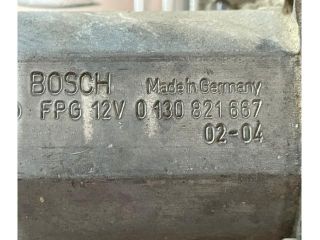 BOSCH Made in Germany
FPG 12V 0 130 821 667
02-04